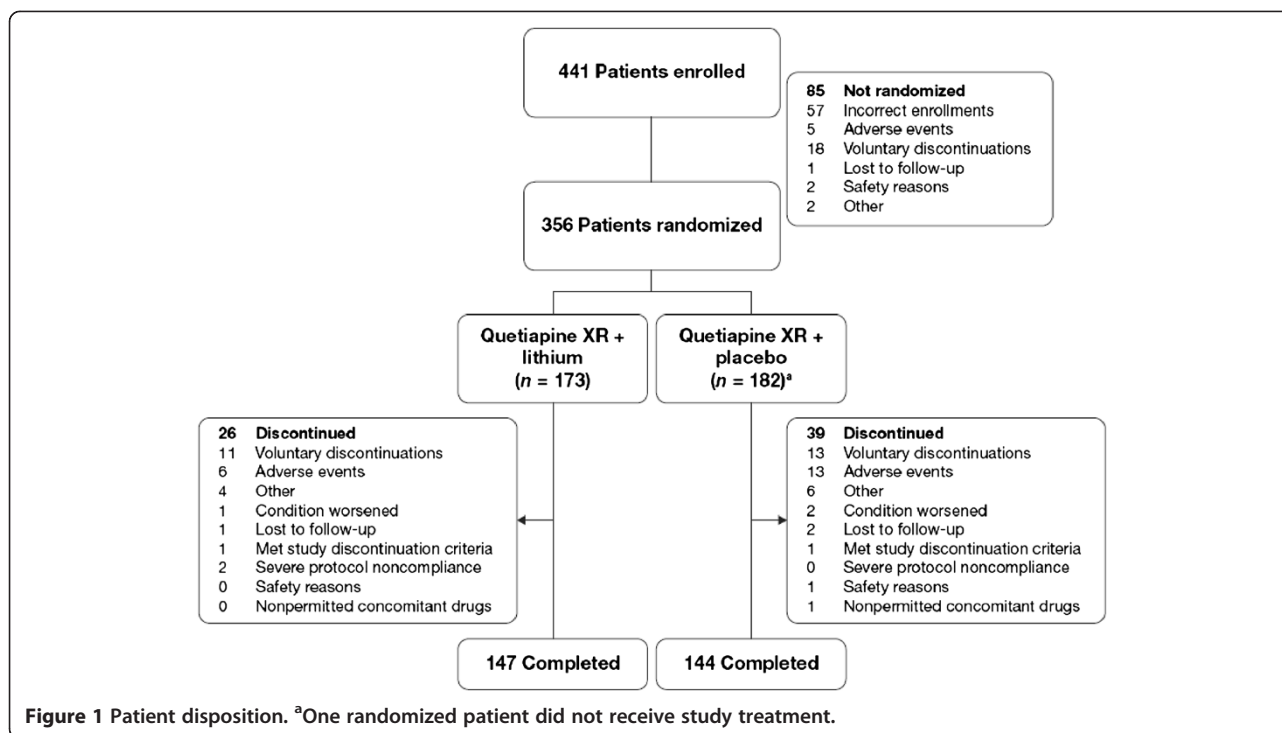 441 Patients enrolled
85 Not randomized
57 Incorrect enrollments
5 Adverse events
18 Voluntary discontinuations
1 Lost to follow-up
2 Safety reasons
2 Other
356 Patients randomized
Quetiapine XR +
lithium
(n = 173)
Quetiapine XR +
placebo
(n = 182)a
26 Discontinued
11 Voluntary discontinuations
6 Adverse events
4 Other
1 Condition worsened
1 Lost to follow-up
1 Met study discontinuation criteria
2 Severe protocol noncompliance
0 Safety reasons
0 Nonpermitted concomitant drugs
39 Discontinued
13 Voluntary discontinuations
13 Adverse events
6 Other
2 Condition worsened
2 Lost to follow-up
1 Met study discontinuation criteria
0 Severe protocol noncompliance
1 Safety reasons
1 Nonpermitted concomitant drugs
147 Completed
144 Completed
Figure 1 Patient disposition. aOne randomized patient did not receive study treatment.